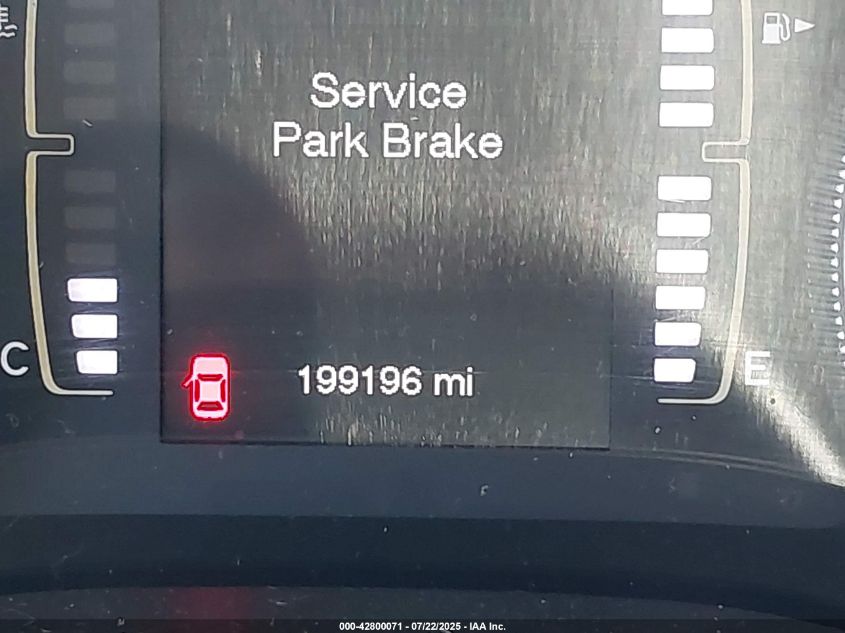 Service
Park Brake
C
E
199196 mi
000-42800071 - 07/22/2025 - IAA Inc.